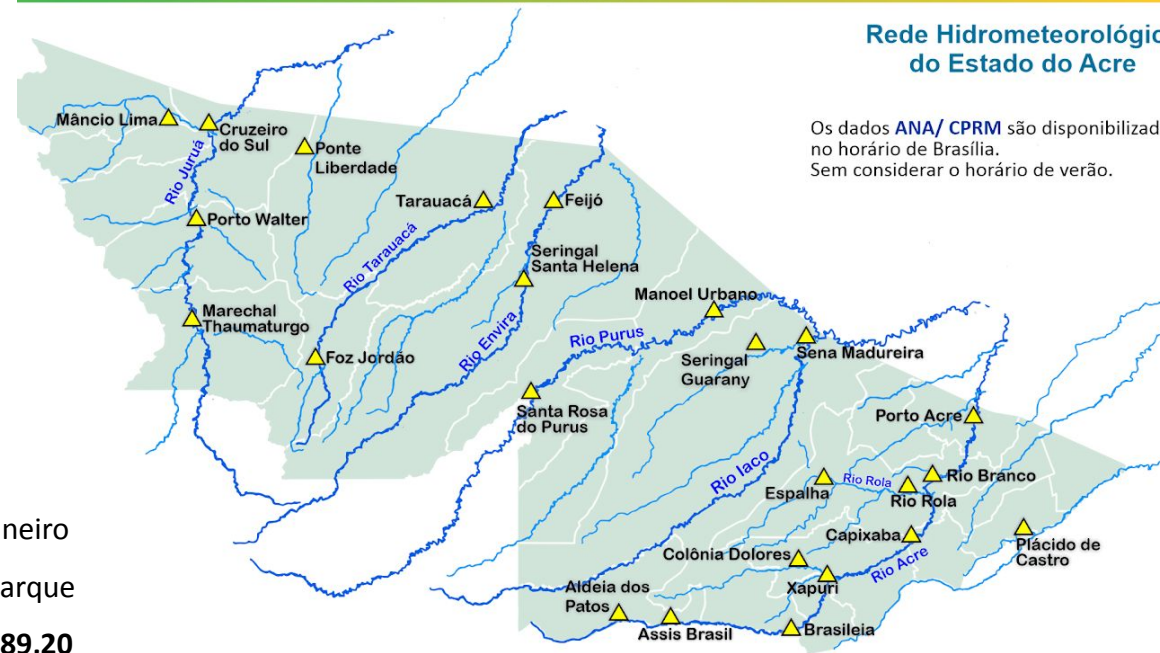 Rede Hidrometeorológic
do Estado do Acre
Os dados ANA/ CPRM são disponibilizad
no horário de Brasília.
Sem considerar o horário de verão.
Mâncio Lima
Cruzeiro
do Sul
Ponte
Liberdade
Rio Juruá
Porto Walter
Tarauacá
Feijó
Rio Tarauacá
Seringal
Santa Helena
Manoel Urbano
Marechal
Thaumaturgo
Foz Jordão
Rio Envira
Rio Purus
Seringal
Guarany
Sena Madureira
Santa Rosa
do Purus
Porto Acre
Rio Iaco
Espalha
Rio Rola
Rio Branco
Rio Rola
Capixaba
Plácido de
Castro
Colônia Dolores
Rio Acre
Xapuri
Aldeia dos
Patos
Assis Brasil
Brasileia
neiro
arque
89.20